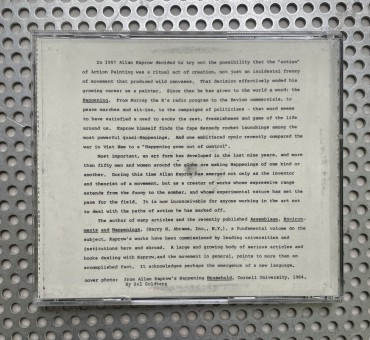 In 1957 Allan Kaprow decided to try out the possibility that the "action"
of Action Painting was a ritual act of creation, not just an incidental frenzy
of movement that produced wild canvases. That decision effectively ended his
growing career as a painter. Since then he has given to the world a word: the
Happening. From Murray the K's radio program to the Revlon commercials, to
peace marches and sit-ins, to the campaigns of politicians - that word seems
to have satisfied a need to evoke the zest, freakishness and game of the life
around us. Kaprow himself finds the Cape Kennedy rocket launchings among the
most powerful quasi-Happenings. And one embittered cynic recently compared the
war in Viet Nam to a "Happening gone out of control".
Most important, an art form has developed in the last nine years, and more
than fifty men and women around the globe are making Happenings of one kind or
another. During this time Allan Kaprow has emerged not only as the inventor
and theorist of a movement, but as a creator of works whose expressive range
extends from the funny to the somber, and whose experimental nature has set the
pace for the field. It is now inconceivable for anyone working in the art not
to deal with the paths of action he has marked off.
The author of many articles and the recently published Assemblage, Environ-
ments and Happenings, (Harry N. Abrams, Inc., N.Y.), a fundamental volume on the
subject, Kaprow's works have been commissioned by leading universities and
institutions here and abroad. A large and growing body of serious articles and
books dealing with Kaprow, and the movement in general, points to more than an
accomplished fact. It acknowledges perhaps the emergence of a new language.
cover photo: from Allan Kaprow's Happening Household, Cornell University, 1964,
By Sol Goldberg